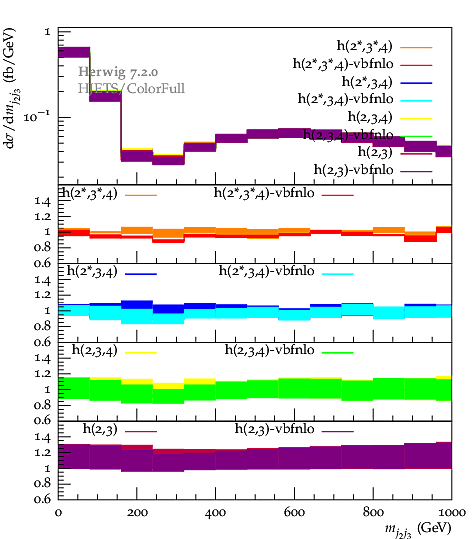 1
h(2*,3*,4)
h(2*,3*,4)-vbfnlo
Herwig 7.2.0
h(2*,3,4)
HJETS/ColorFull
h(2*,3,4)-vbfnlo
h(2,3,4)
10⁻¹
h(2,3,4)-vbfnlo
h(2,3)
h(2,3)-vbfnlo
dσ/dm_{j₂j₃} (fb/GeV)
h(2*,3*,4) h(2*,3*,4)-vbfnlo
1.4
1.2
1
0.8
0.6
h(2*,3,4) h(2*,3,4)-vbfnlo
1.4
1.2
1
0.8
0.6
h(2,3,4) h(2,3,4)-vbfnlo
1.4
1.2
1
0.8
0.6
h(2,3) h(2,3)-vbfnlo
1.4
1.2
1
0.8
0.6
0 200 400 600 800 1000
m_{j₂j₃} (GeV)